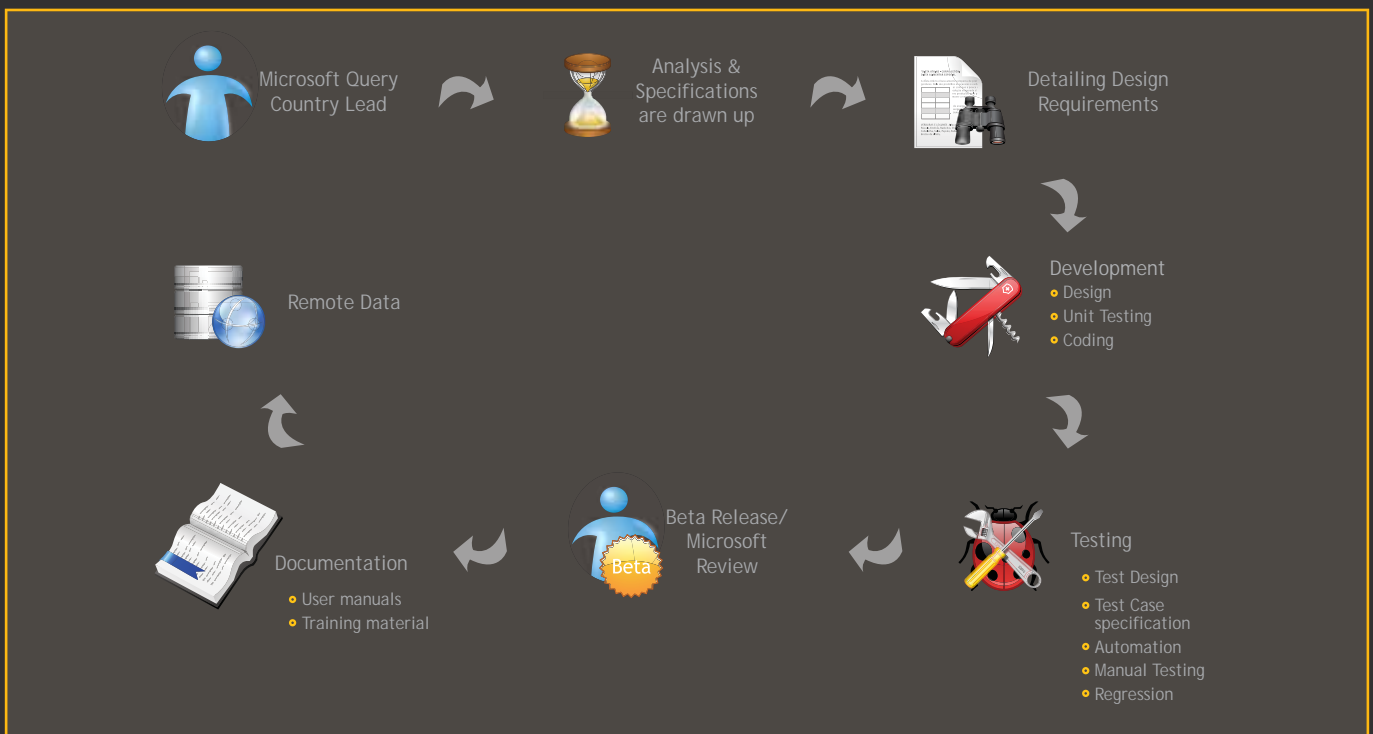 Microsoft Query
Country Lead
Analysis &
Specifications
are drawn up
Detailing Design
Requirements
Development
Design
Unit Testing
Coding
Testing
Test Design
Test Case
specification
Automation
Manual Testing
Regression
Beta Release/
Microsoft
Review
Beta
Documentation
User manuals
Training material
Remote Data